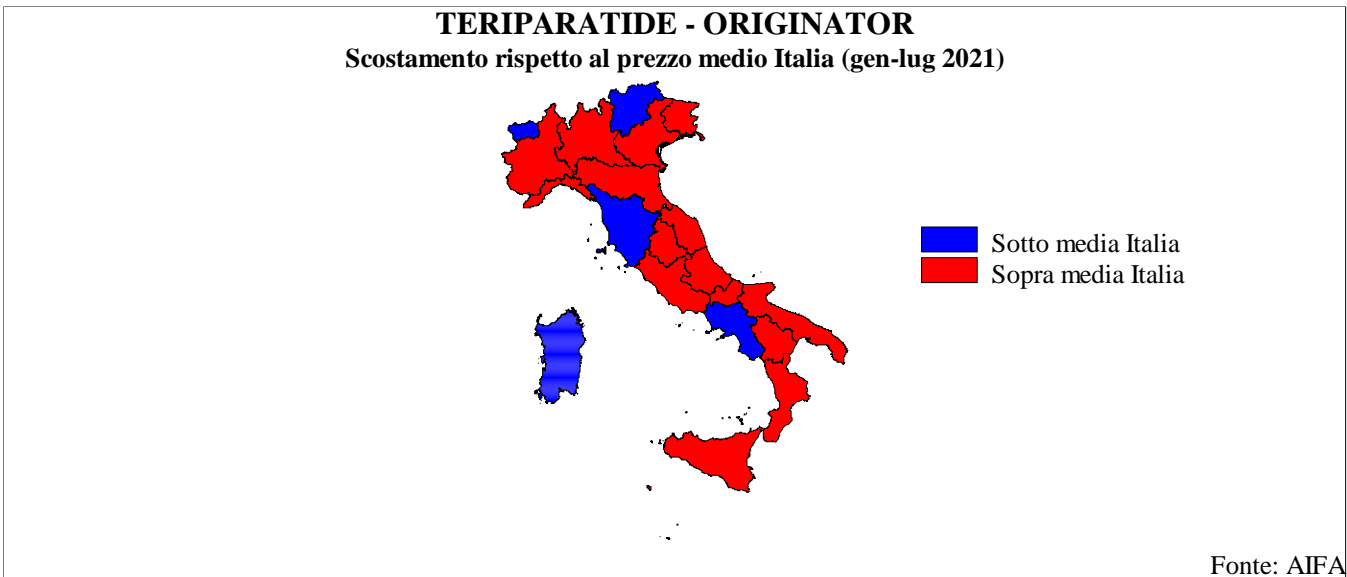 TERIPARATIDE - ORIGINATOR
Scostamento rispetto al prezzo medio Italia (gen-lug 2021)
Sotto media Italia
Sopra media Italia
Fonte: AIFA